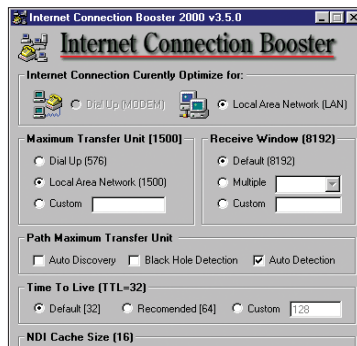 Internet Connection Booster 2000 v3.5.0
Internet Connection Booster
Internet Connection Curently Optimize for:
Dial Up (MODEM) Local Area Network (LAN)
Maximum Transfer Unit [1500]
Dial Up (576)
Local Area Network (1500)
Custom
Receive Window (8192)
Default (8192)
Multiple
Custom
Path Maximum Transfer Unit
Auto Discovery Black Hole Detection Auto Detection
Time To Live (TTL=32)
Default [32] Recomended [64] Custom 128
NDI Cache Size (16)